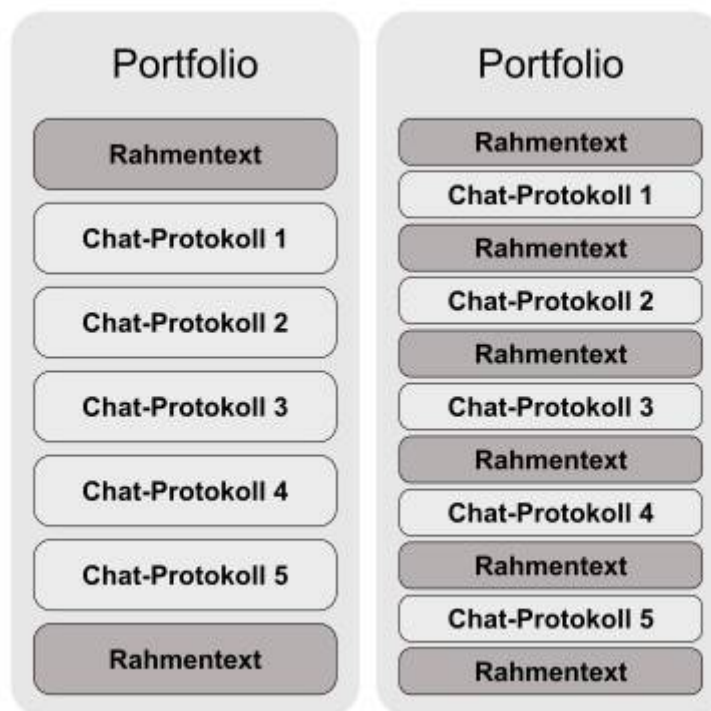 Portfolio
Rahmentext
Chat-Protokoll 1
Chat-Protokoll 2
Chat-Protokoll 3
Chat-Protokoll 4
Chat-Protokoll 5
Rahmentext
Portfolio
Rahmentext
Chat-Protokoll 1
Rahmentext
Chat-Protokoll 2
Rahmentext
Chat-Protokoll 3
Rahmentext
Chat-Protokoll 4
Rahmentext
Chat-Protokoll 5
Rahmentext